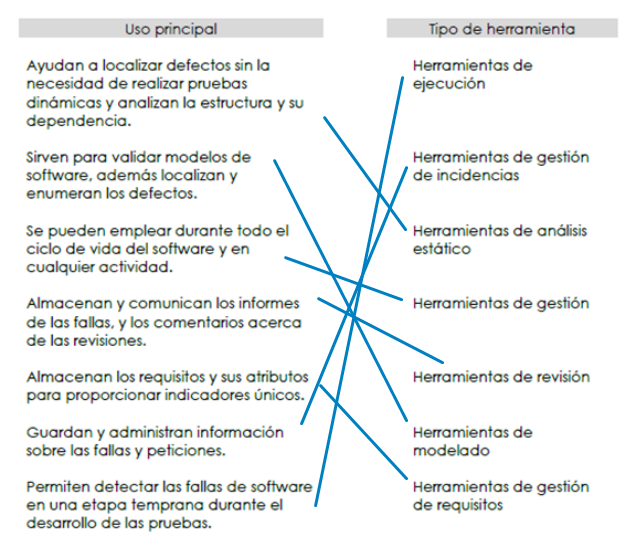 Uso principal
Tipo de herramienta
Ayudan a localizar defectos sin la
necesidad de realizar pruebas
dinámicas y analizan la estructura y su
dependencia.
Herramientas de
ejecución
Sirven para validar modelos de
software, además localizan y
enumeran los defectos.
Herramientas de gestión
de incidencias
Se pueden emplear durante todo el
ciclo de vida del software y en
cualquier actividad.
Herramientas de análisis
estático
Almacenan y comunican los informes
de las fallas, y los comentarios acerca
de las revisiones.
Herramientas de gestión
Almacenan los requisitos y sus atributos
para proporcionar indicadores únicos.
Herramientas de revisión
Guardan y administran información
sobre las fallas y peticiones.
Herramientas de
modelado
Permiten detectar las fallas de software
en una etapa temprana durante el
desarrollo de las pruebas.
Herramientas de gestión
de requisitos